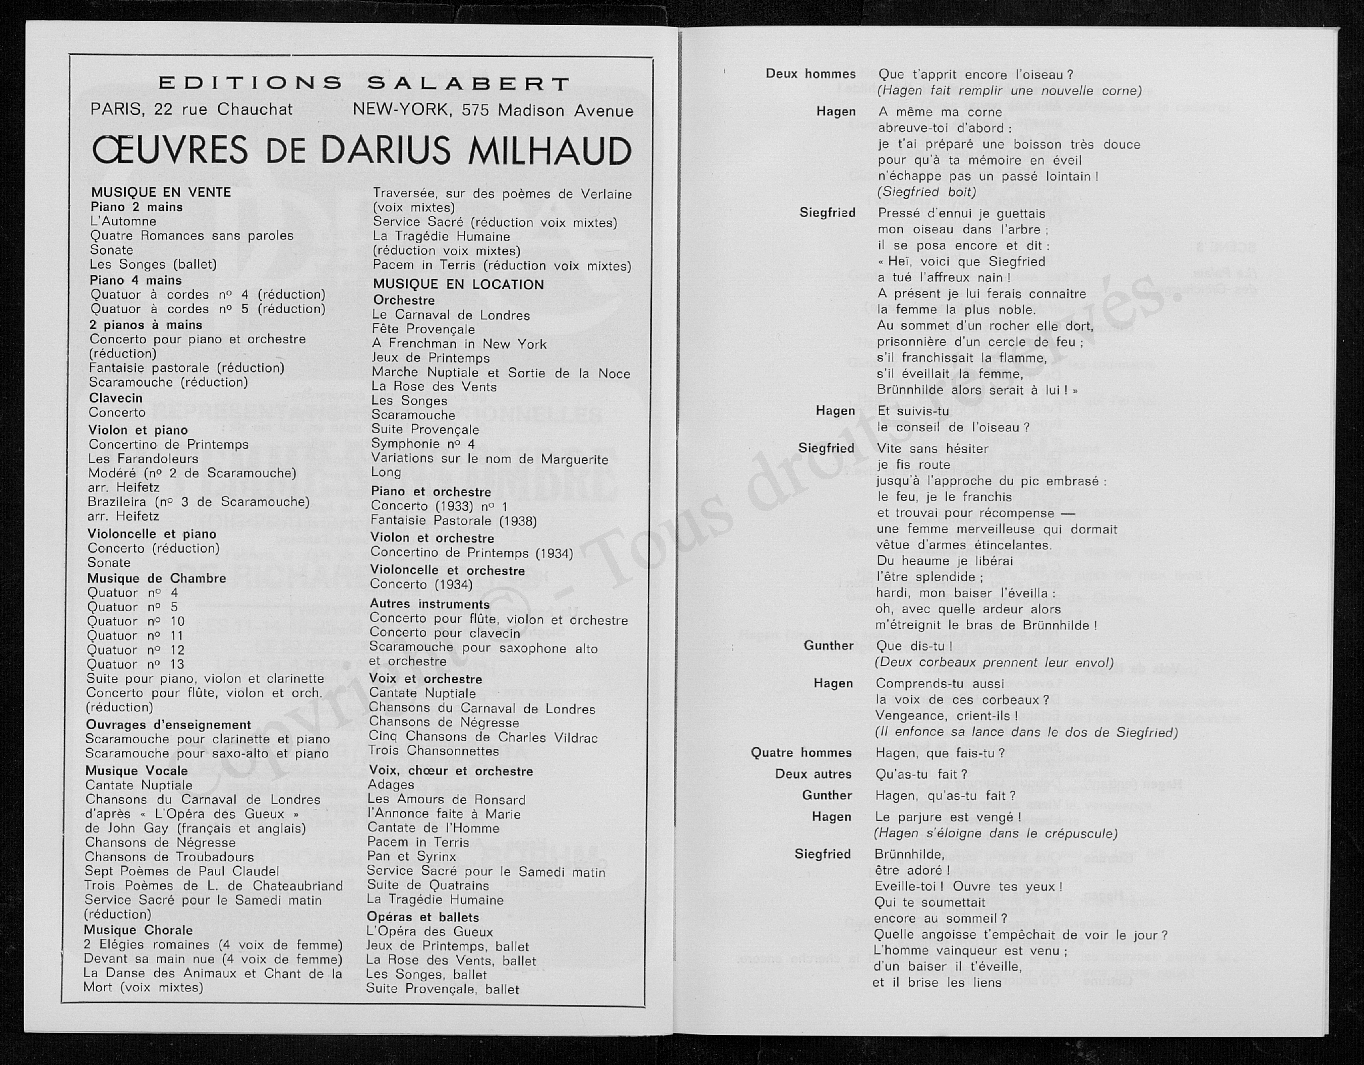 EDITIONS SALABERT
PARIS, 22 rue Chauchat NEW-YORK, 575 Madison Avenue
ŒUVRES DE DARIUS MILHAUD
MUSIQUE EN VENTE
Piano 2 mains
L'Automne
Quatre Romances sans paroles
Sonate
Les Songes (ballet)
Piano 4 mains
Quatuor à cordes nº 4 (réduction)
Quatuor à cordes nº 5 (réduction)
2 pianos à mains
Concerto pour piano et orchestre
(réduction)
Fantaisie pastorale (réduction)
Scaramouche (réduction)
Clavecin
Concerto
Violon et piano
Concertino de Printemps
Les Farandoleurs
Modéré (nº 2 de Scaramouche)
arr. Heifetz
Brazileira (nº 3 de Scaramouche)
arr. Heifetz
Violoncelle et piano
Concerto (réduction)
Sonate
Musique de Chambre
Quatuor nº 4
Quatuor nº 5
Quatuor nº 10
Quatuor nº 11
Quatuor nº 12
Quatuor nº 13
Suite pour piano, violon et clarinette
Concerto pour flûte, violon et orch.
(réduction)
Ouvrages d'enseignement
Scaramouche pour clarinette et piano
Scaramouche pour saxo-alto et piano
Musique Vocale
Cantate Nuptiale
Chansons du Carnaval de Londres
d'après « L'Opéra des Gueux »
de John Gay (français et anglais)
Chansons de Négresse
Chansons de Troubadours
Sept Poèmes de Paul Claudel
Trois Poèmes de L. de Chateaubriand
Service Sacré pour le Samedi matin
(réduction)
Musique Chorale
2 Elégies romaines (4 voix de femme)
Devant sa main nue (4 voix de femme)
La Danse des Animaux et Chant de la
Mort (voix mixtes)
Traversée, sur des poèmes de Verlaine
(voix mixtes)
Service Sacré (réduction voix mixtes)
La Tragédie Humaine
(réduction voix mixtes)
Pacem in Terris (réduction voix mixtes)
MUSIQUE EN LOCATION
Orchestre
Le Carnaval de Londres
Fête Provençale
A Frenchman in New York
Jeux de Printemps
Marche Nuptiale et Sortie de la Noce
La Rose des Vents
Les Songes
Scaramouche
Suite Provençale
Symphonie nº 4
Variations sur le nom de Marguerite
Long
Piano et orchestre
Concerto (1933) nº 1
Fantaisie Pastorale (1938)
Violon et orchestre
Concertino de Printemps (1934)
Violoncelle et orchestre
Concerto (1934)
Autres instruments
Concerto pour flûte, violon et orchestre
Concerto pour clavecin
Scaramouche pour saxophone alto
et orchestre
Voix et orchestre
Cantate Nuptiale
Chansons du Carnaval de Londres
Chansons de Négresse
Cinq Chansons de Charles Vildrac
Trois Chansonnettes
Voix, chœur et orchestre
Adages
Les Amours de Ronsard
l'Annonce faite à Marie
Cantate de l'Homme
Pacem in Terris
Pan et Syrinx
Service Sacré pour le Samedi matin
Suite de Quatrains
La Tragédie Humaine
Opéras et ballets
L'Opéra des Gueux
Jeux de Printemps, ballet
La Rose des Vents, ballet
Les Songes, ballet
Suite Provençale, ballet
Deux hommes Que t'apprit encore l'oiseau ?
(Hagen fait remplir une nouvelle corne)
Hagen A même ma corne
abreuve-toi d'abord :
je t'ai préparé une boisson très douce
pour qu'à ta mémoire en éveil
n'échappe pas un passé lointain !
(Siegfried boit)
Siegfried Pressé d'ennui je guettais
mon oiseau dans l'arbre ;
il se posa encore et dit :
« Heï, voici que Siegfried
a tué l'affreux nain !
A présent je lui ferais connaître
la femme la plus noble.
Au sommet d'un rocher elle dort,
prisonnière d'un cercle de feu ;
s'il franchissait la flamme,
s'il éveillait la femme,
Brünnhilde alors serait à lui ! »
Hagen Et suivis-tu
le conseil de l'oiseau ?
Siegfried Vite sans hésiter
je fis route
jusqu'à l'approche du pic embrasé :
le feu, je le franchis
et trouvai pour récompense —
une femme merveilleuse qui dormait
vêtue d'armes étincelantes.
Du heaume je libérai
l'être splendide ;
hardi, mon baiser l'éveilla :
oh, avec quelle ardeur alors
m'étreignit le bras de Brünnhilde !
Gunther Que dis-tu !
(Deux corbeaux prennent leur envol)
Hagen Comprends-tu aussi
la voix de ces corbeaux ?
Vengeance, crient-ils !
(Il enfonce sa lance dans le dos de Siegfried)
Quatre hommes Hagen, que fais-tu ?
Deux autres Qu'as-tu fait ?
Gunther Hagen, qu'as-tu fait ?
Hagen Le parjure est vengé !
(Hagen s'éloigne dans le crépuscule)
Siegfried Brünnhilde,
être adoré !
Eveille-toi ! Ouvre tes yeux !
Qui te soumettait
encore au sommeil ?
Quelle angoisse t'empêchait de voir le jour ?
L'homme vainqueur est venu ;
d'un baiser il t'éveille,
et il brise les liens
Copyright © - Tous droits réservés.